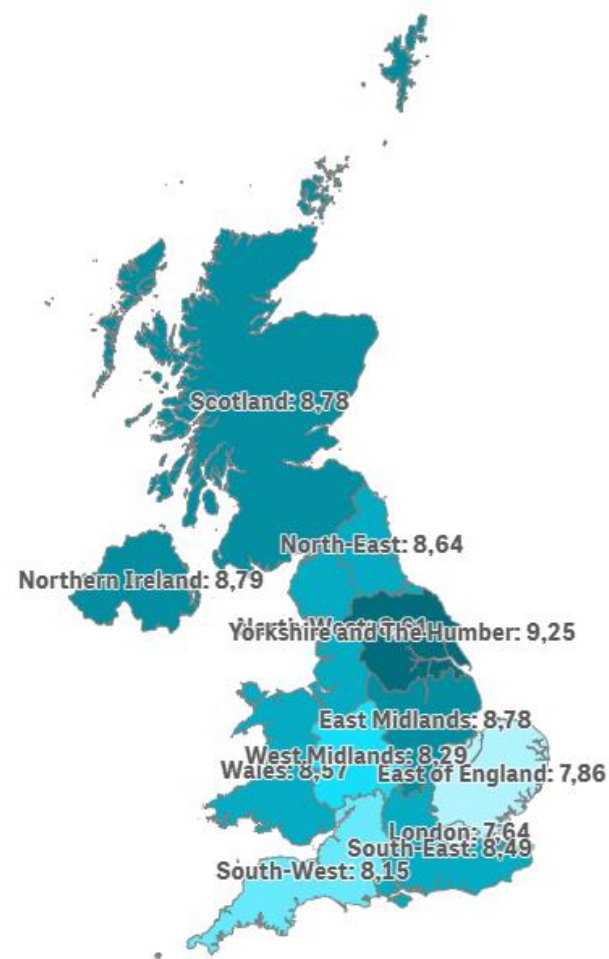 Scotland: 8,78
North-East: 8,64
Northern Ireland: 8,79
North-West:
Yorkshire and The Humber: 9,25
East Midlands: 8,78
West Midlands: 8,29
Wales: 8,57
East of England: 7,86
London: 7,64
South-East: 8,49
South-West: 8,15